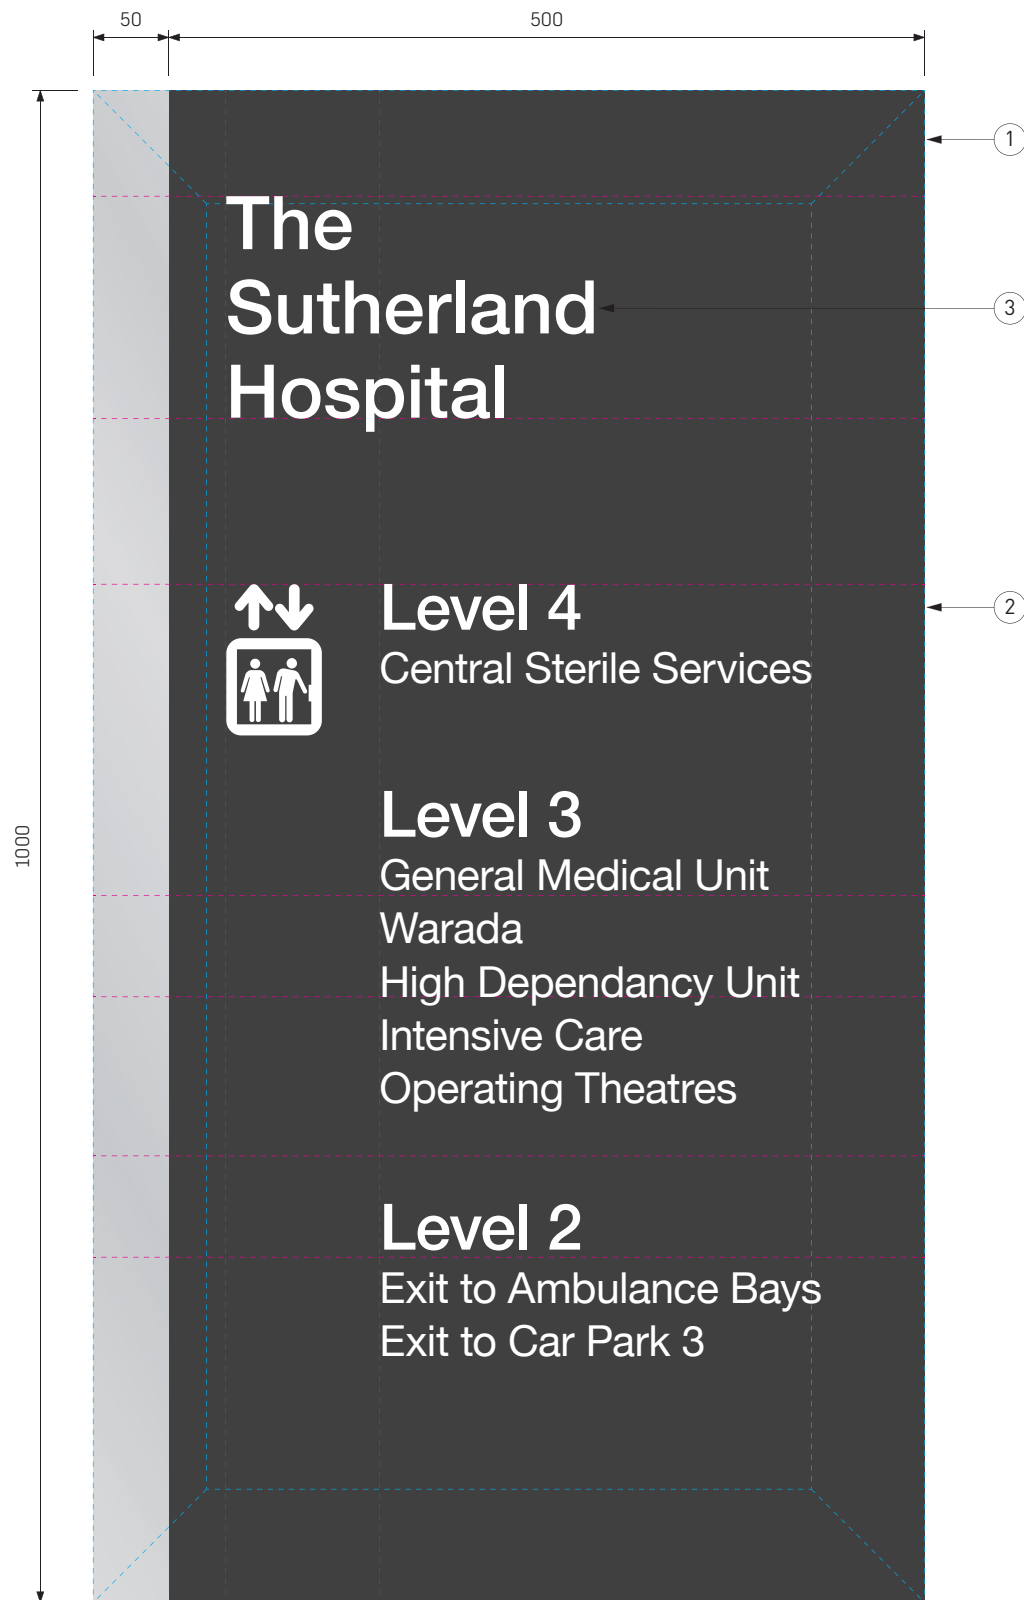 50
500
1
The
Sutherland
3
Hospital
Level 4
2
Central Sterile Services
1000
Level 3
General Medical Unit
Warada
High Dependancy Unit
Intensive Care
Operating Theatres
Level 2
Exit to Ambulance Bays
Exit to Car Park 3